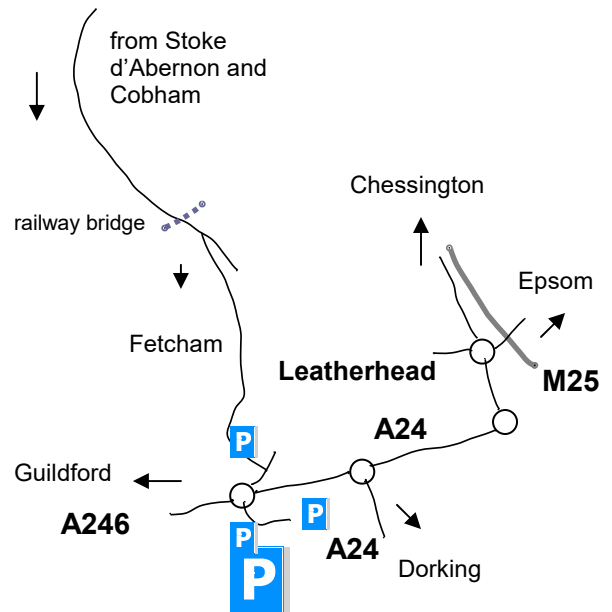 from Stoke
d'Abernon and
Cobham
Chessington
railway bridge
Epsom
Fetcham
Leatherhead
M25
A24
P
Guildford
A246
P
P
A24
P
Dorking